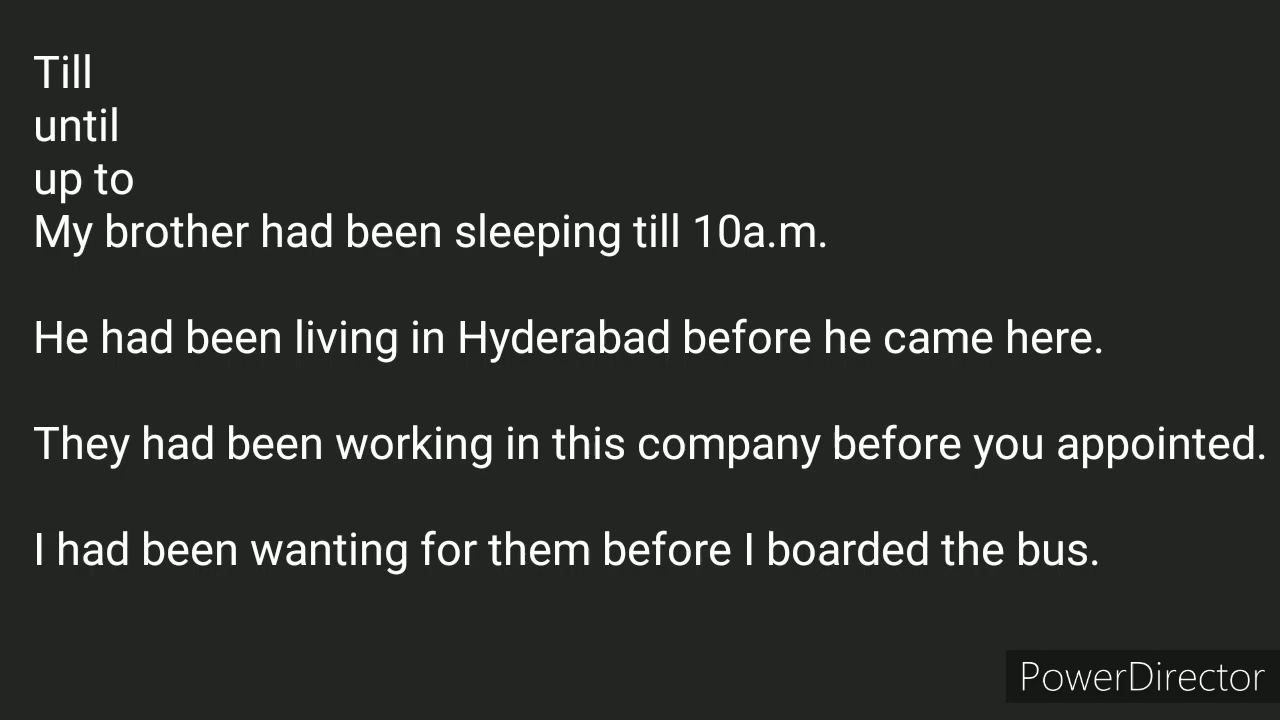 Till
until
up to
My brother had been sleeping till 10a.m.
He had been living in Hyderabad before he came here.
They had been working in this company before you appointed.
I had been wanting for them before I boarded the bus.
PowerDirector